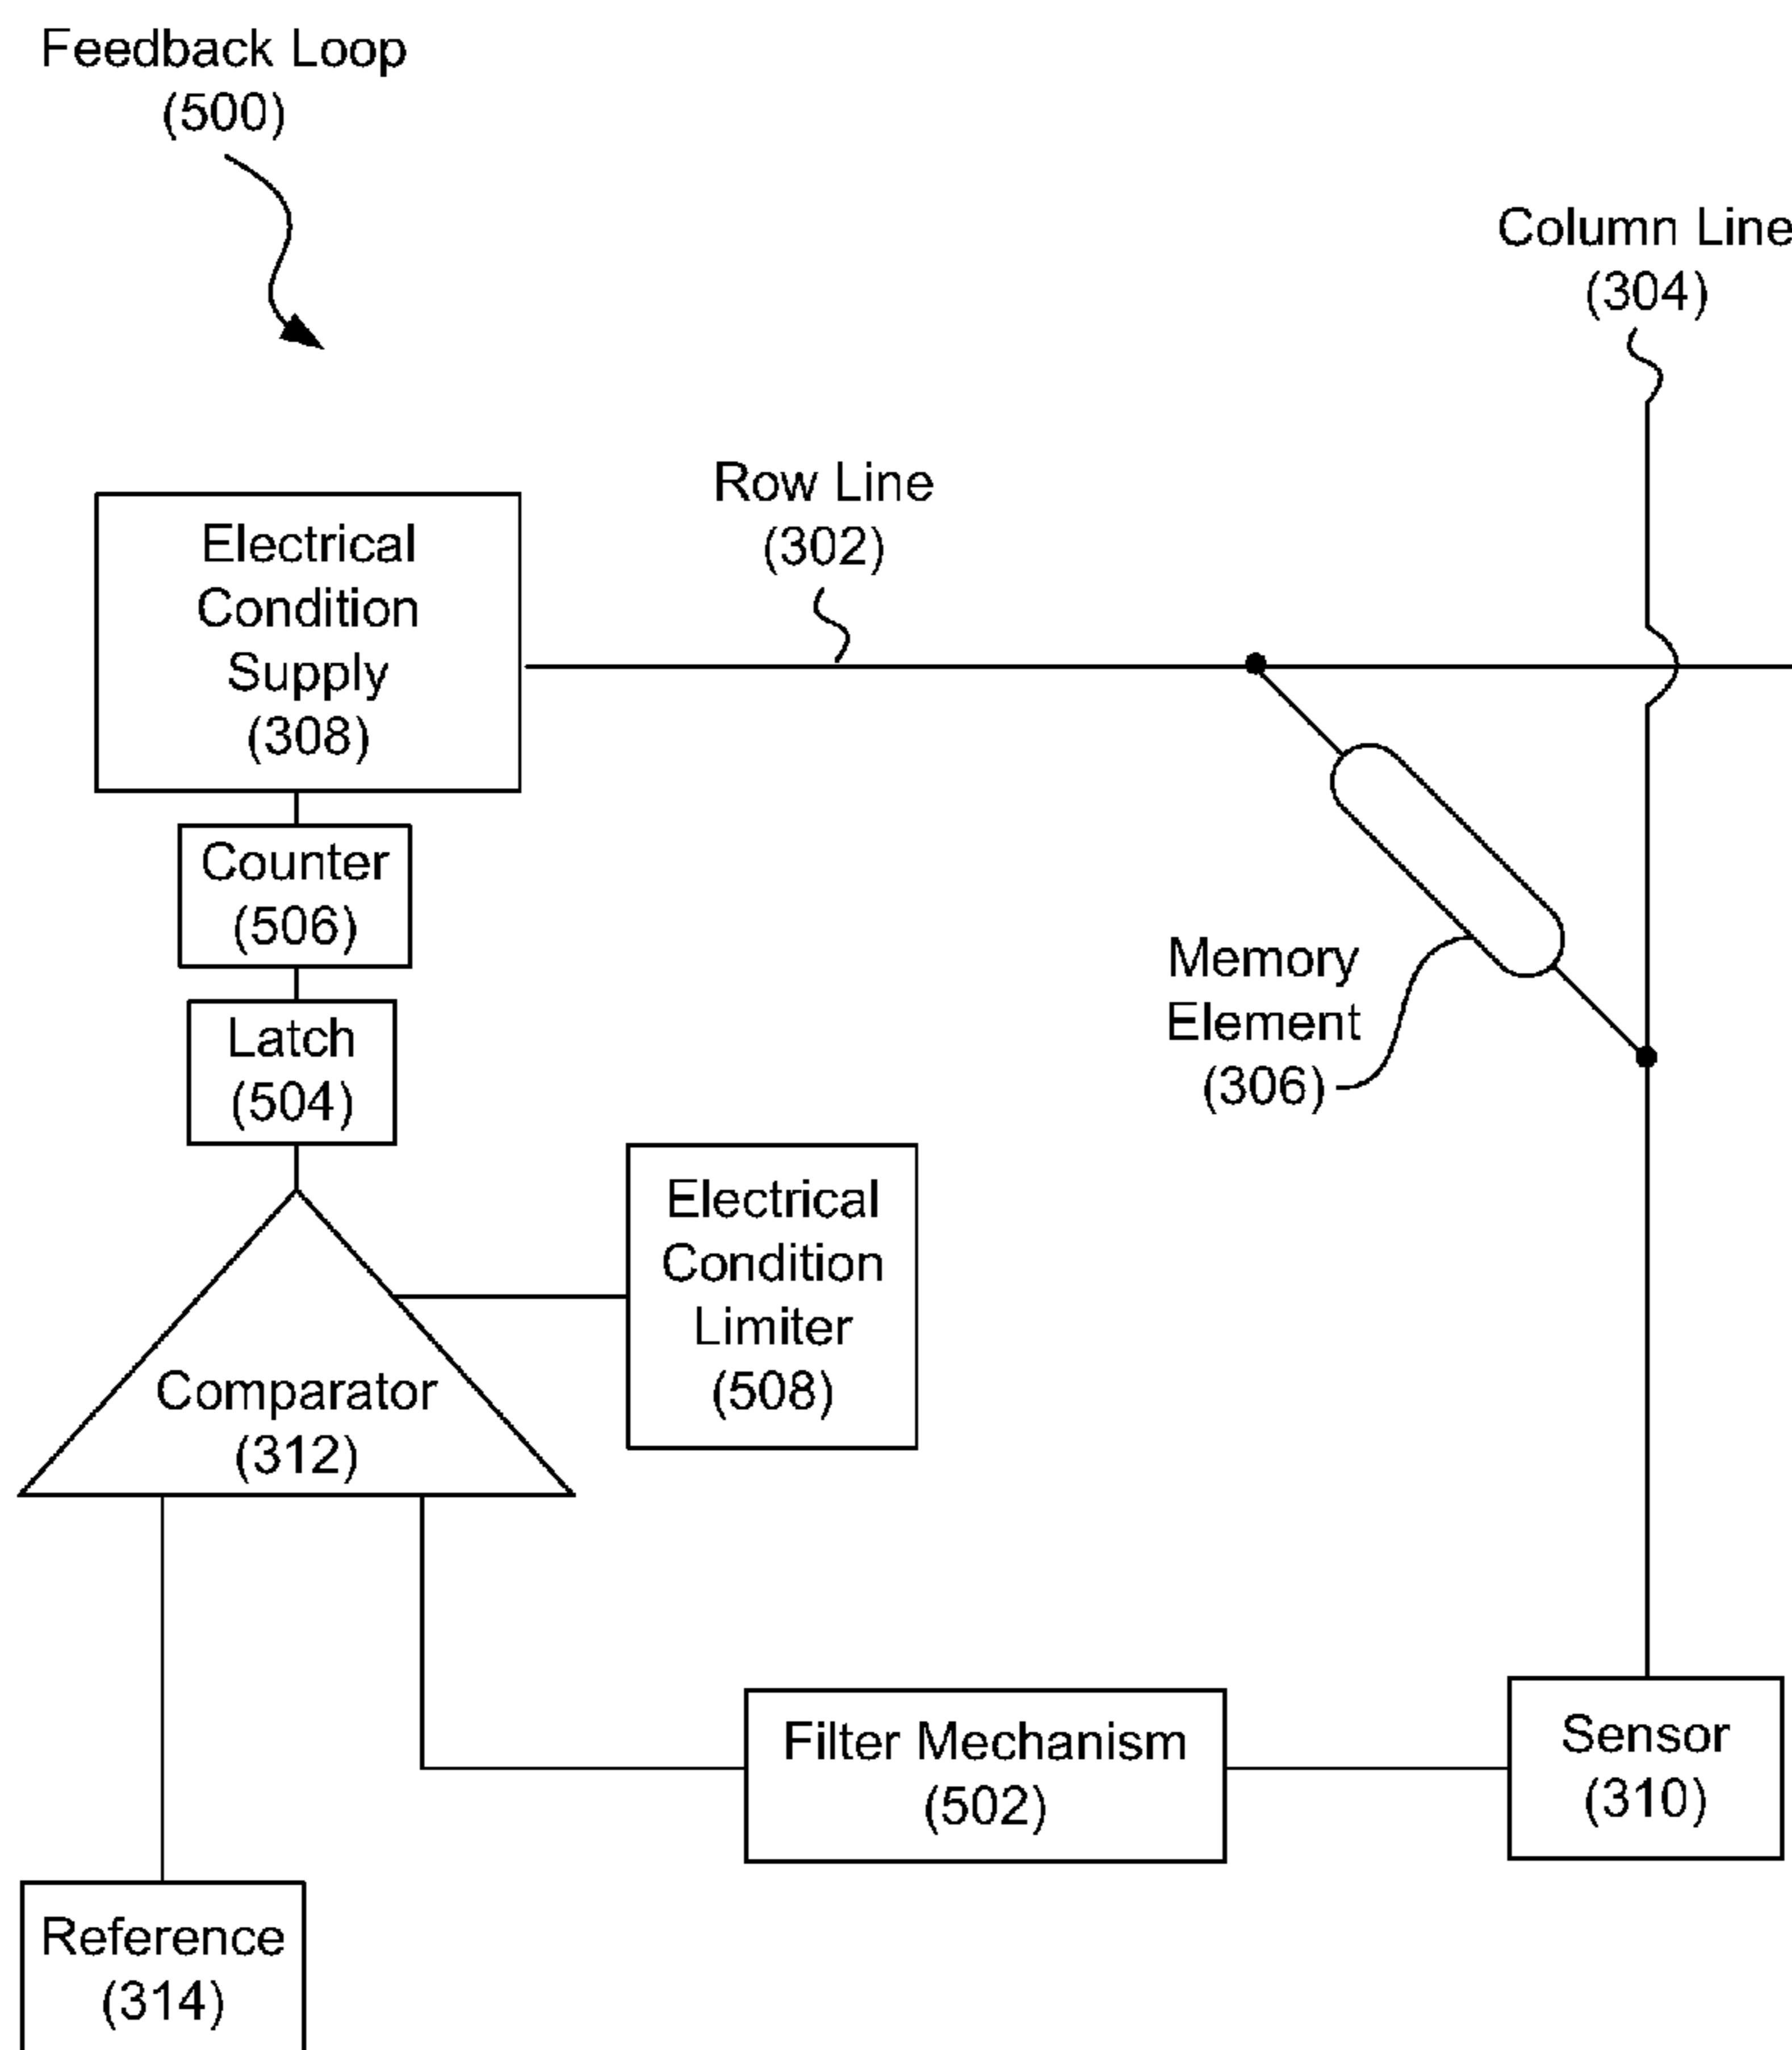 Feedback Loop
(500)
Column Line
(304)
Row Line
(302)
Electrical
Condition
Supply
(308)
Counter
(506)
Memory
Element
(306)
Latch
(504)
Electrical
Condition
Limiter
(508)
Comparator
(312)
Filter Mechanism
(502)
Sensor
(310)
Reference
(314)